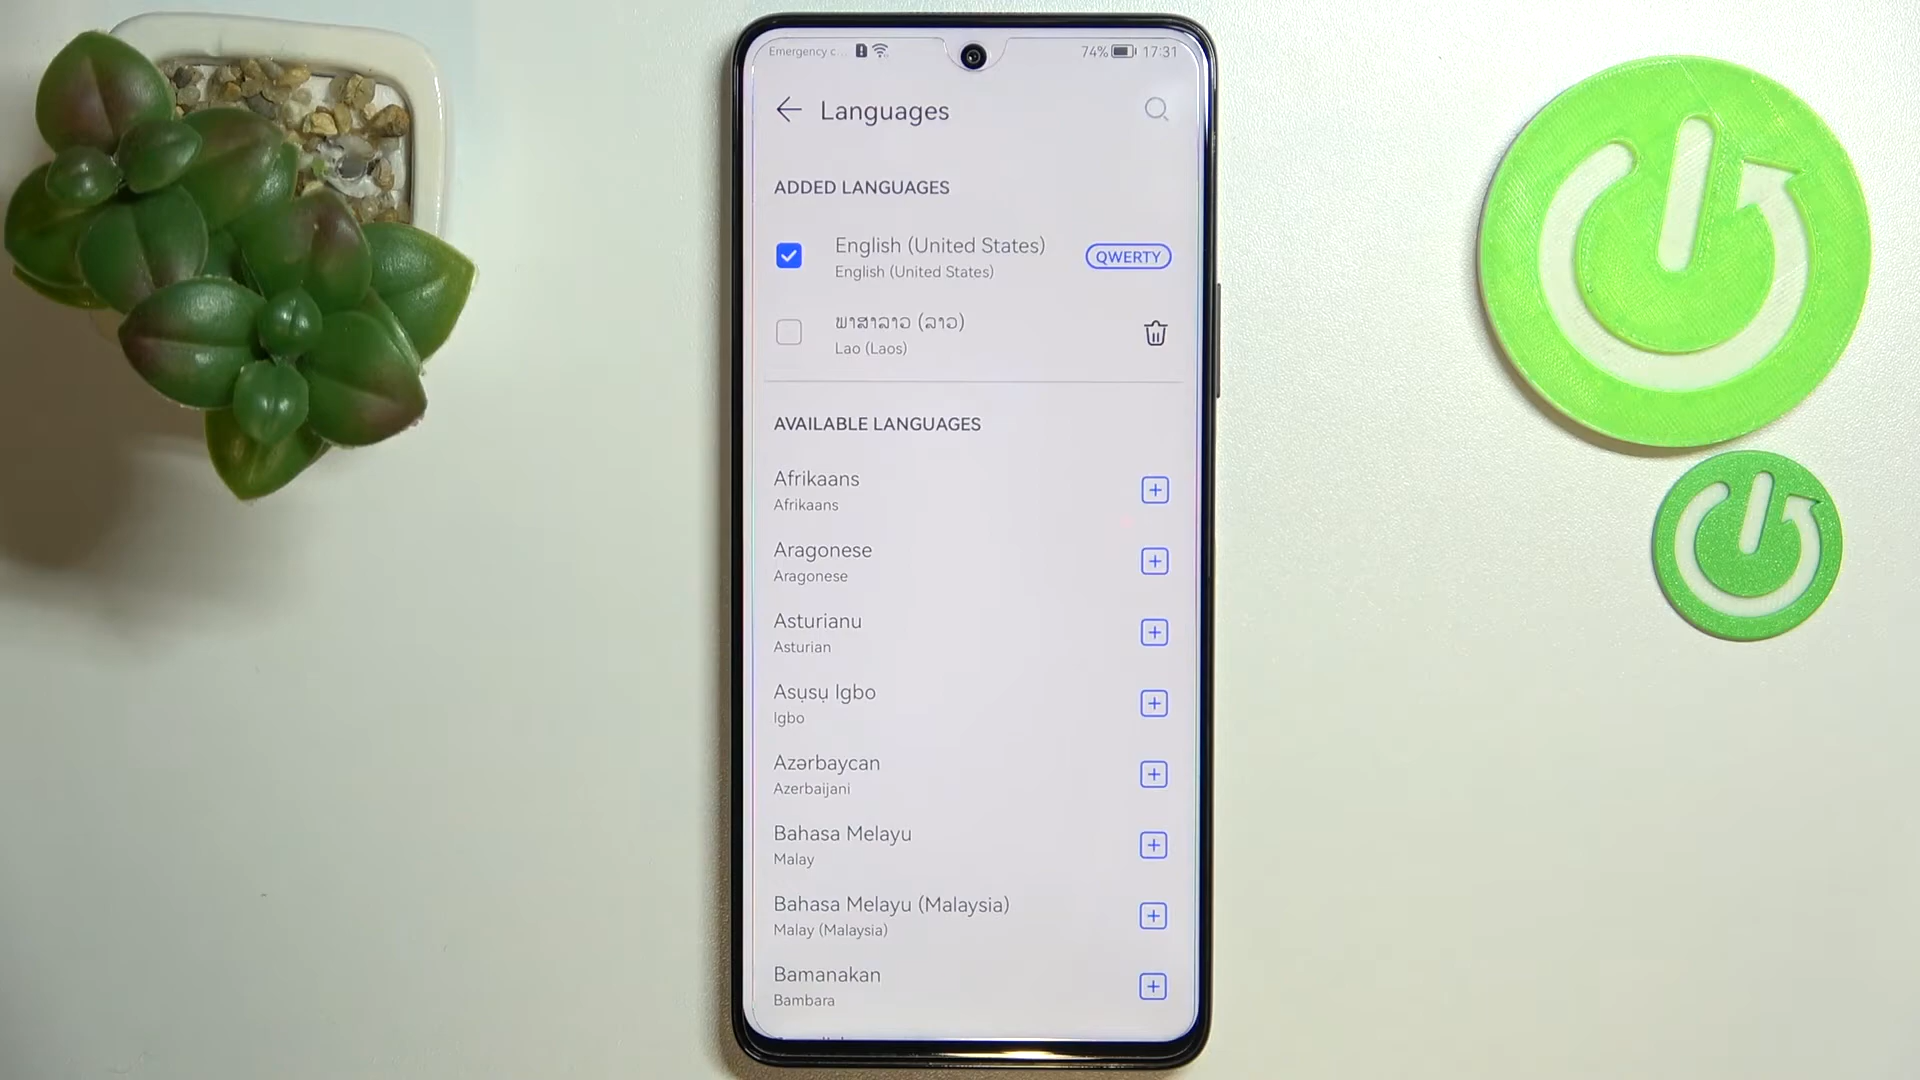 Emergency c...
74% 17:31
Languages
ADDED LANGUAGES
English (United States)
English (United States)
QWERTY
ພາສາລາວ (ລາວ)
Lao (Laos)
AVAILABLE LANGUAGES
Afrikaans
Afrikaans
Aragonese
Aragonese
Asturianu
Asturian
Asụsụ Igbo
Igbo
Azərbaycan
Azerbaijani
Bahasa Melayu
Malay
Bahasa Melayu (Malaysia)
Malay (Malaysia)
Bamanakan
Bambara